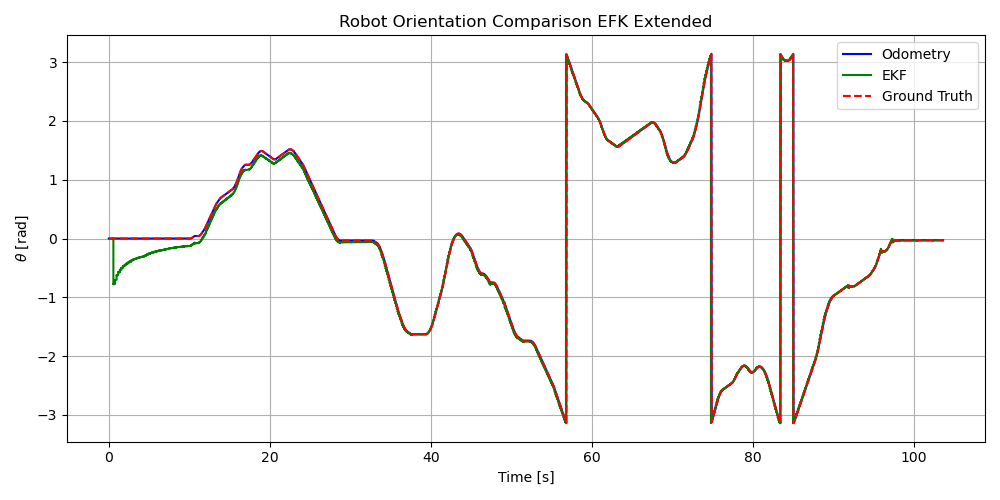 Robot Orientation Comparison EFK Extended
Odometry
EKF
Ground Truth
3
2
1
0
−1
−2
−3
θ [rad]
0 20 40 60 80 100
Time [s]